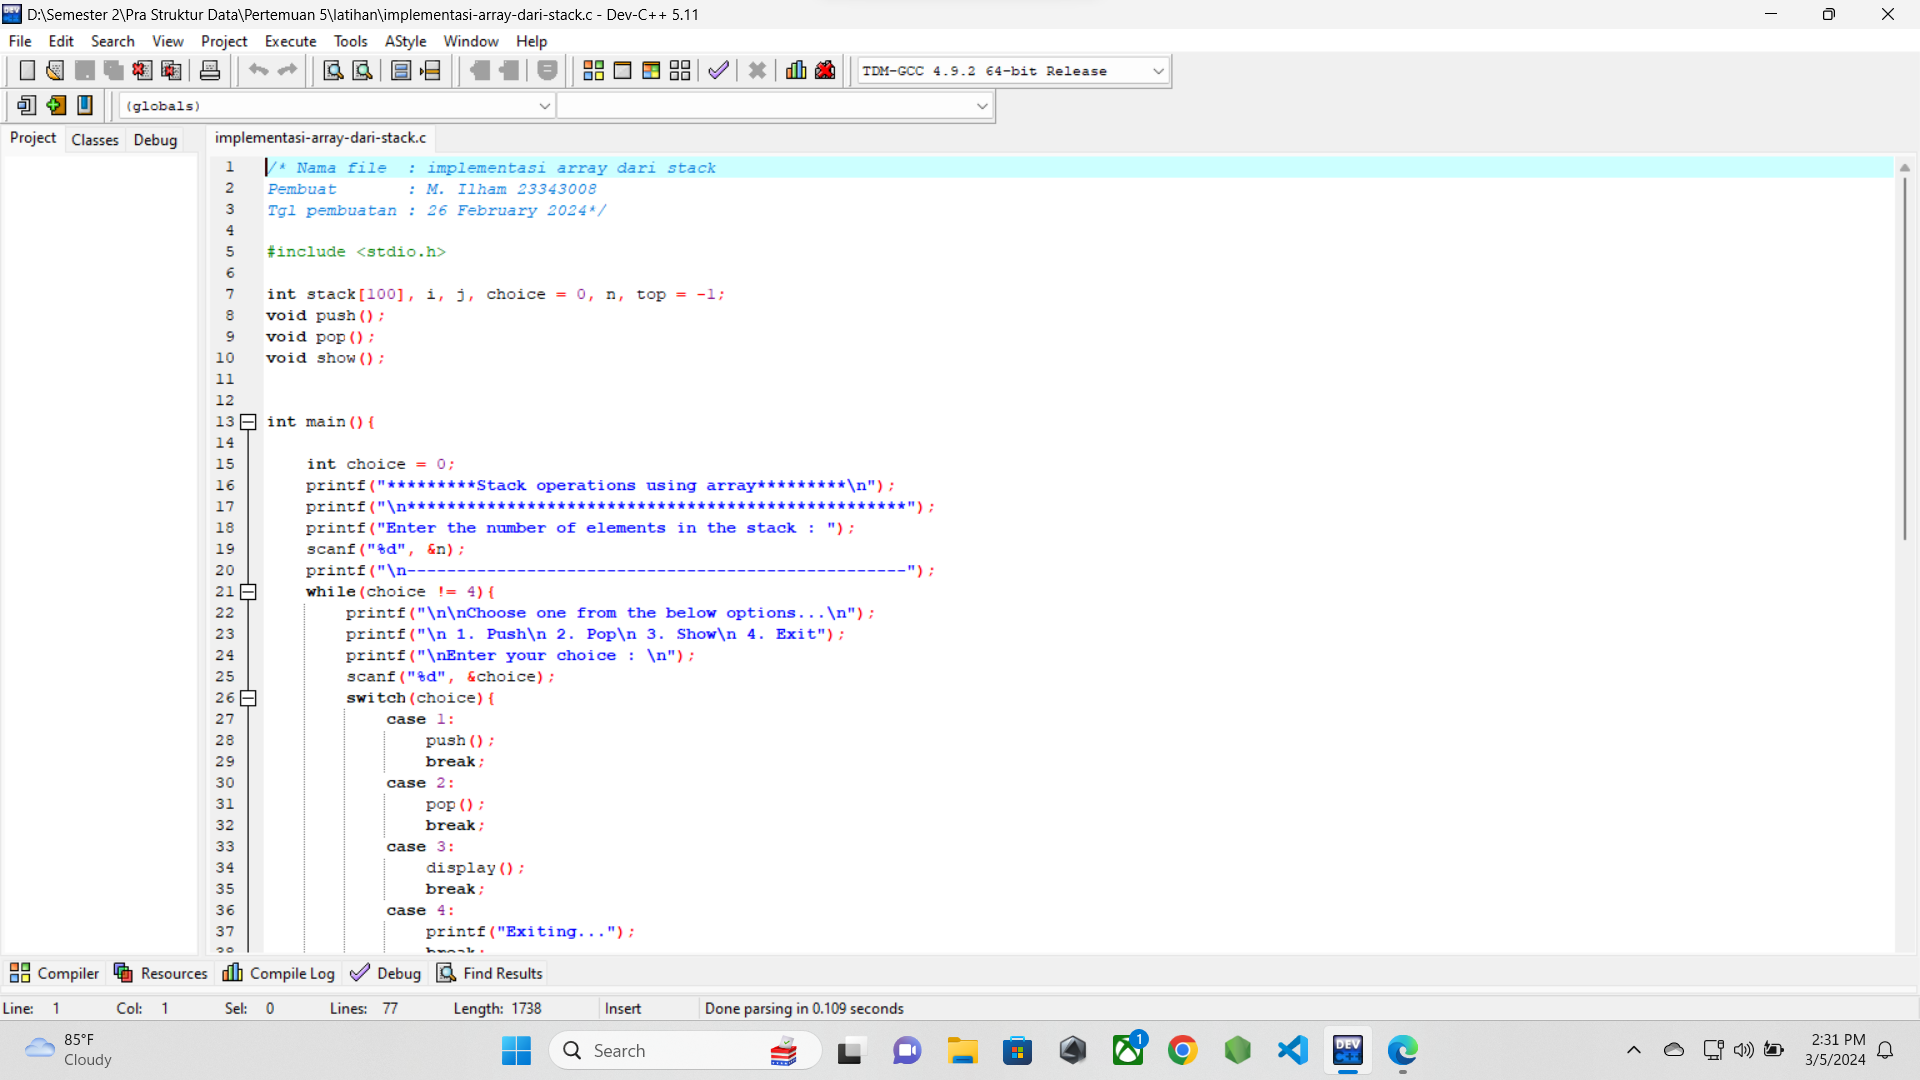 D:\Semester 2\Pra Struktur Data\Pertemuan 5\latihan\implementasi-array-dari-stack.c - Dev-C++ 5.11
File Edit Search View Project Execute Tools AStyle Window Help
TDM-GCC 4.9.2 64-bit Release
(globals)
Project Classes Debug
implementasi-array-dari-stack.c
1 /* Nama file  : implementasi array dari stack
2 Pembuat       : M. Ilham 23343008
3 Tgl pembuatan : 26 February 2024*/
4
5 #include <stdio.h>
6
7 int stack[100], i, j, choice = 0, n, top = -1;
8 void push();
9 void pop();
10 void show();
11
12
13 int main(){
14
15     int choice = 0;
16     printf("*********Stack operations using array*********\n");
17     printf("\n**************************************************");
18     printf("Enter the number of elements in the stack : ");
19     scanf("%d", &n);
20     printf("\n--------------------------------------------------");
21     while(choice != 4){
22         printf("\n\nChoose one from the below options...\n");
23         printf("\n 1. Push\n 2. Pop\n 3. Show\n 4. Exit");
24         printf("\nEnter your choice : \n");
25         scanf("%d", &choice);
26         switch(choice){
27             case 1:
28                 push();
29                 break;
30             case 2:
31                 pop();
32                 break;
33             case 3:
34                 display();
35                 break;
36             case 4:
37                 printf("Exiting...");
38                 break;
Compiler Resources Compile Log Debug Find Results
Line: 1 Col: 1 Sel: 0 Lines: 77 Length: 1738 Insert Done parsing in 0.109 seconds
85°F
Cloudy
Search
DEV C++
1
2:31 PM
3/5/2024